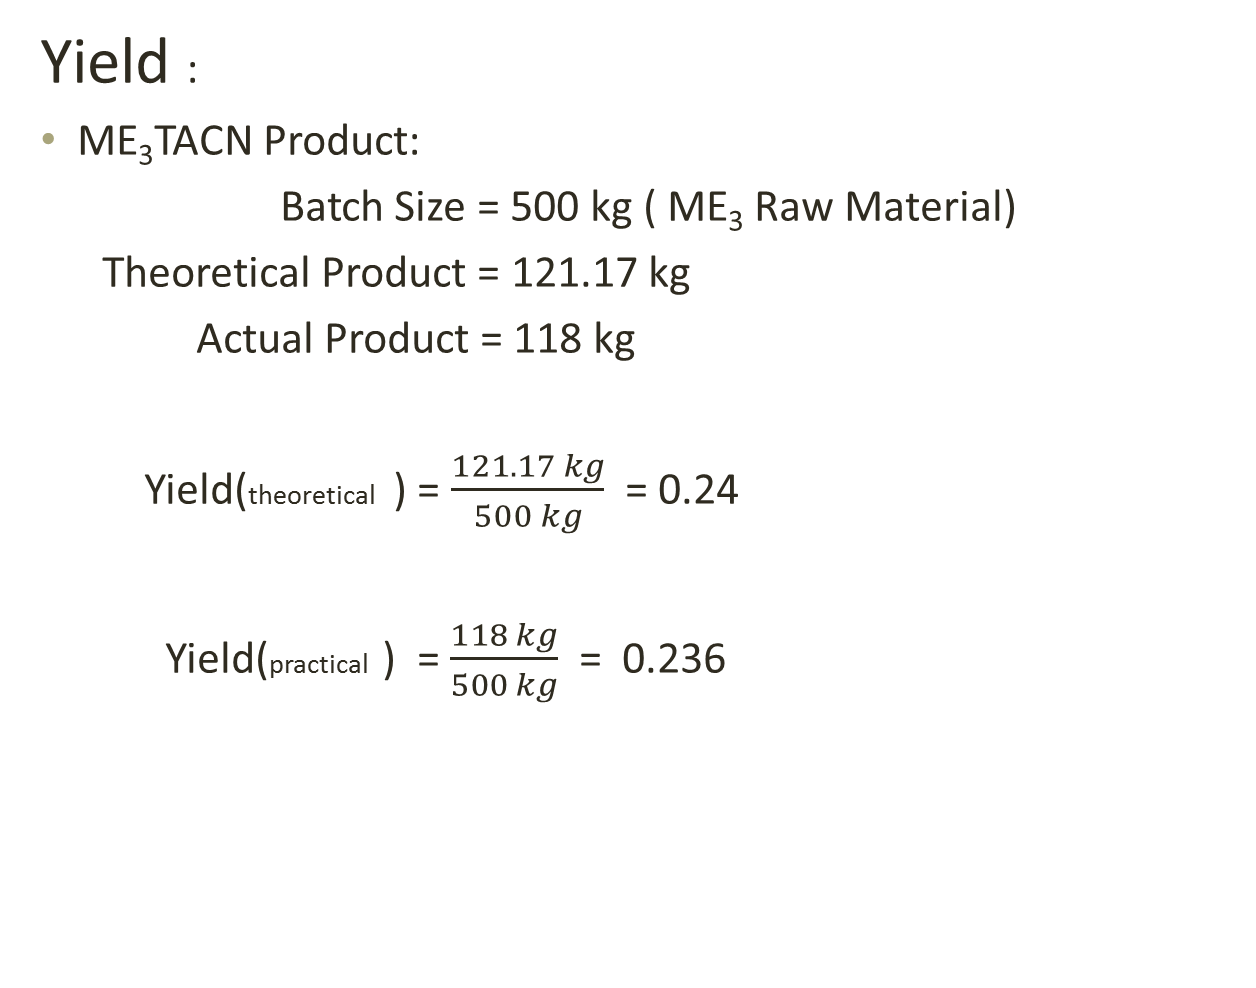 Yield :
• ME₃TACN Product:
Batch Size = 500 kg ( ME₃ Raw Material)
Theoretical Product = 121.17 kg
Actual Product = 118 kg
Yield(theoretical ) = 121.17 kg / 500 kg = 0.24
Yield(practical ) = 118 kg / 500 kg = 0.236